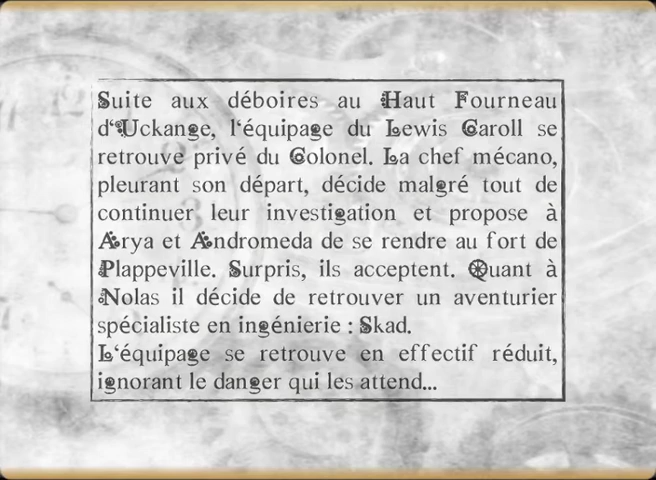 Suite aux déboires au Haut Fourneau
d'Uckange, l'équipage du Lewis Caroll se
retrouve privé du Colonel. La chef mécano,
pleurant son départ, décide malgré tout de
continuer leur investigation et propose à
Arya et Andromeda de se rendre au fort de
Plappeville. Surpris, ils acceptent. Quant à
Nolas il décide de retrouver un aventurier
spécialiste en ingénierie : Skad.
L'équipage se retrouve en effectif réduit,
ignorant le danger qui les attend...